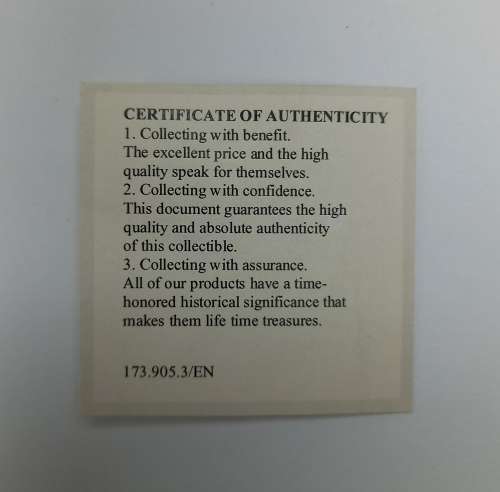 CERTIFICATE OF AUTHENTICITY
1. Collecting with benefit.
The excellent price and the high
quality speak for themselves.
2. Collecting with confidence.
This document guarantees the high
quality and absolute authenticity
of this collectible.
3. Collecting with assurance.
All of our products have a time-
honored historical significance that
makes them life time treasures.
173.905.3/EN